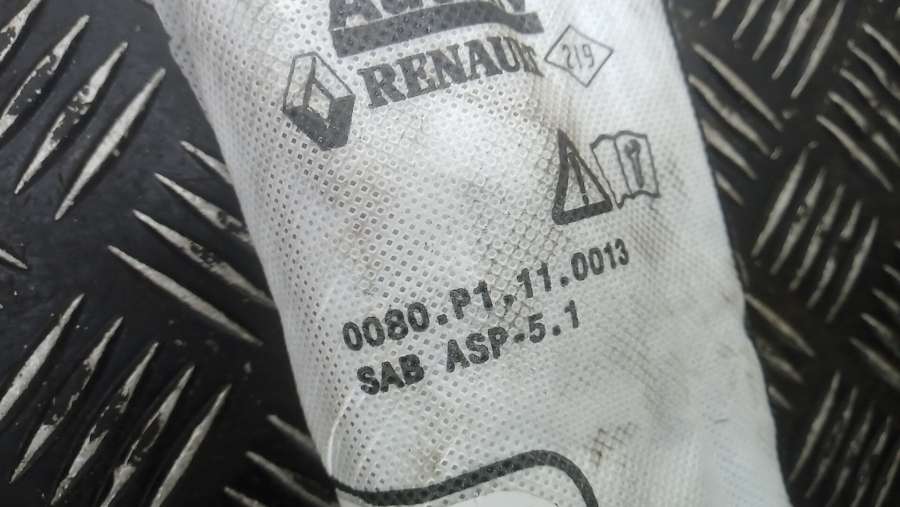 RENAULT
219
0080.P1.11.0013
SAB ASP-5.1